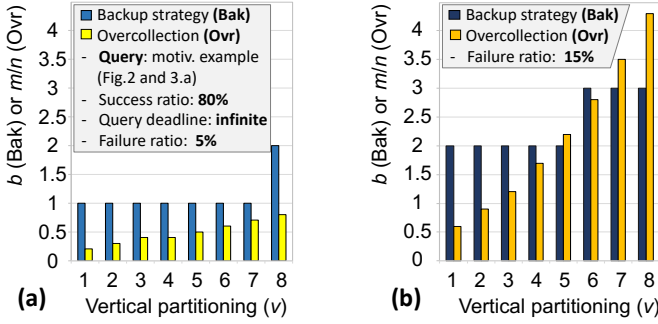 b (Bak) or m/n (Ovr)
4
3.5
3
2.5
2
1.5
1
0.5
0
Backup strategy (Bak)
Overcollection (Ovr)
- Query: motiv. example
(Fig.2 and 3.a)
- Success ratio: 80%
- Query deadline: infinite
- Failure ratio: 5%
1 2 3 4 5 6 7 8
(a) Vertical partitioning (v)
b (Bak) or m/n (Ovr)
4
3.5
3
2.5
2
1.5
1
0.5
0
Backup strategy (Bak)
Overcollection (Ovr)
- Failure ratio: 15%
1 2 3 4 5 6 7 8
(b) Vertical partitioning (v)